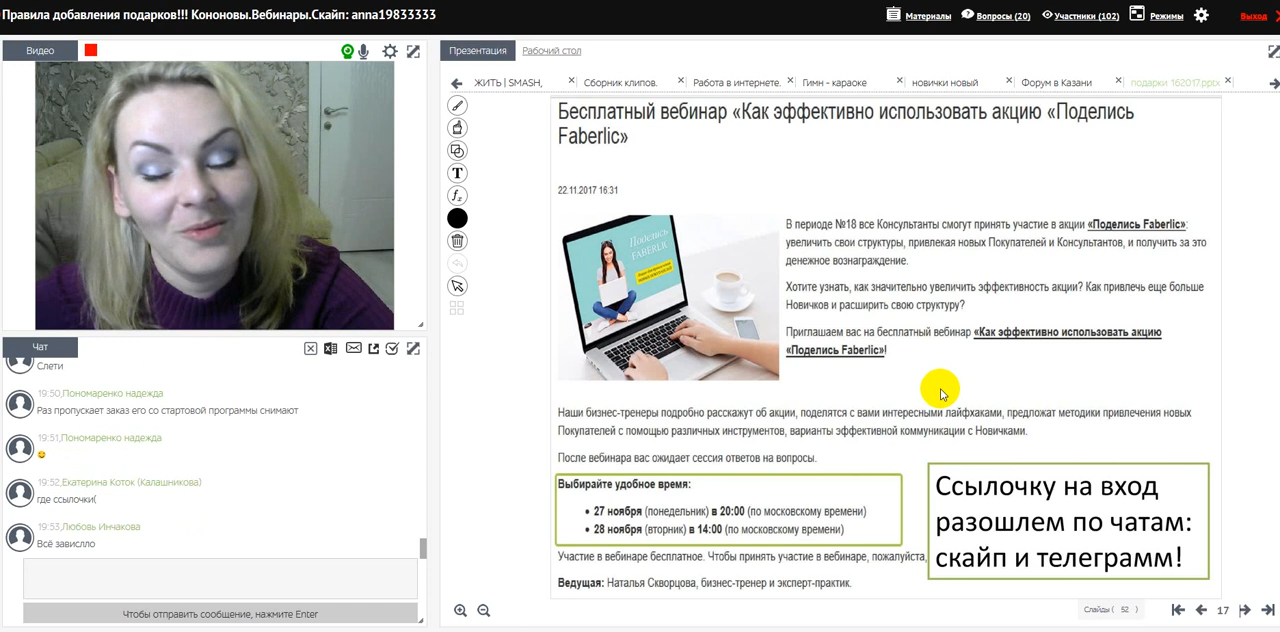 Правила добавления подарков!!! Кононовы.Вебинары.Скайп: anna19833333
Материалы
Вопросы (20)
Участники (102)
Режимы
Выход
Видео
Презентация
Рабочий стол
ЖИТЬ | SMASH,
Сборник клипов.
Работа в интернете.
Гимн - караоке
новички новый
Форум в Казани
подарки 162017.pptx
Бесплатный вебинар «Как эффективно использовать акцию «Поделись
Faberlic»
22.11.2017 16:31
Поделись
FABERLIC
В периоде №18 все Консультанты смогут принять участие в акции «Поделись Faberlic»:
увеличить свои структуры, привлекая новых Покупателей и Консультантов, и получить за это
денежное вознаграждение.
Хотите узнать, как значительно увеличить эффективность акции? Как привлечь еще больше
Новичков и расширить свою структуру?
Приглашаем вас на бесплатный вебинар «Как эффективно использовать акцию
«Поделись Faberlic»!
Наши бизнес-тренеры подробно расскажут об акции, поделятся с вами интересными лайфхаками, предложат методики привлечения новых
Покупателей с помощью различных инструментов, варианты эффективной коммуникации с Новичками.
После вебинара вас ожидает сессия ответов на вопросы.
Выбирайте удобное время:
• 27 ноября (понедельник) в 20:00 (по московскому времени)
• 28 ноября (вторник) в 14:00 (по московскому времени)
Участие в вебинаре бесплатное. Чтобы принять участие в вебинаре, пожалуйста,
Ведущая: Наталья Скворцова, бизнес-тренер и эксперт-практик.
Ссылочку на вход
разошлем по чатам:
скайп и телеграмм!
Слайды ( 52 )
17
Чат
Слети
19:50,Пономаренко надежда
Раз пропускает заказ его со стартовой программы снимают
19:51,Пономаренко надежда
19:52,Екатерина Коток (Калашникова)
где ссылочки(
19:53,Любовь Инчакова
Всё зависпло
Чтобы отправить сообщение, нажмите Enter